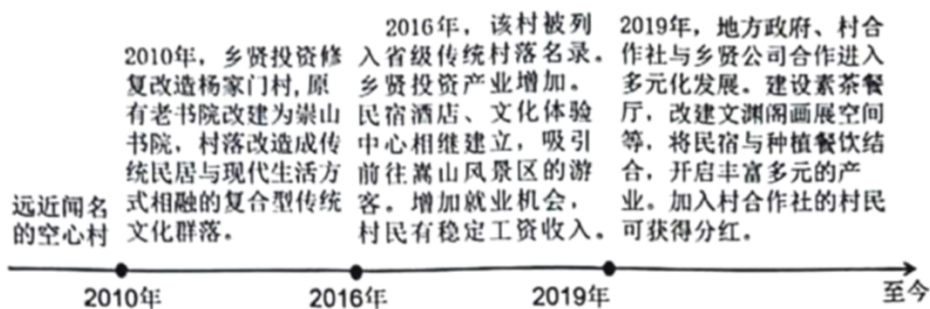 远近闻名
的空心村
2010年，乡贤投资修
复改造杨家门村，原
有老书院改建为崇山
书院，村落改造成传
统民居与现代生活方
式相融的复合型传统
文化群落。
2016年，该村被列
入省级传统村落名录。
乡贤投资产业增加。
民宿酒店、文化体验
中心相继建立，吸引
前往嵩山风景区的游
客。增加就业机会，
村民有稳定工资收入。
2019年，地方政府、村合
作社与乡贤公司合作进入
多元化发展。建设素茶餐
厅，改建文渊阁画展空间
等，将民宿与种植餐饮结
合，开启丰富多元的产
业。加入村合作社的村民
可获得分红。
2010年
2016年
2019年
至今